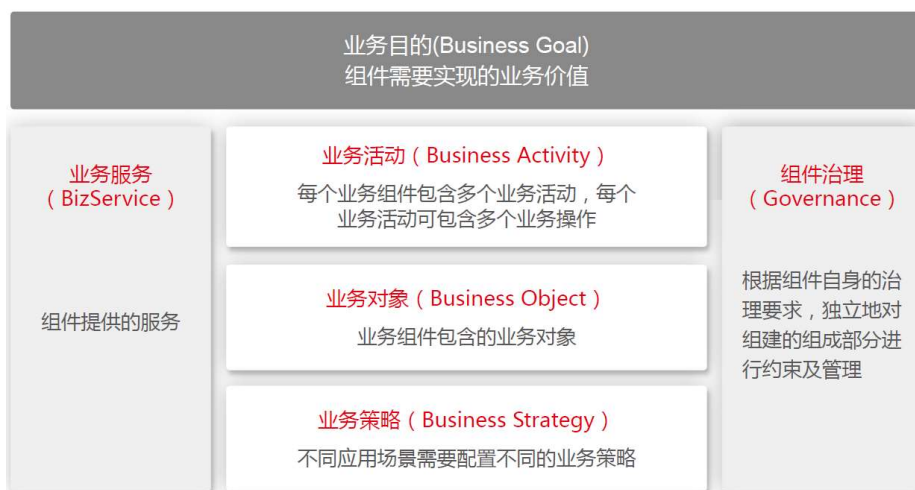 业务目的(Business Goal)
组件需要实现的业务价值
业务服务
（BizService）
组件提供的服务
业务活动（Business Activity）
每个业务组件包含多个业务活动，每个
业务活动可包含多个业务操作
业务对象（Business Object）
业务组件包含的业务对象
业务策略（Business Strategy）
不同应用场景需要配置不同的业务策略
组件治理
（Governance）
根据组件自身的治
理要求，独立地对
组建的组成部分进
行约束及管理